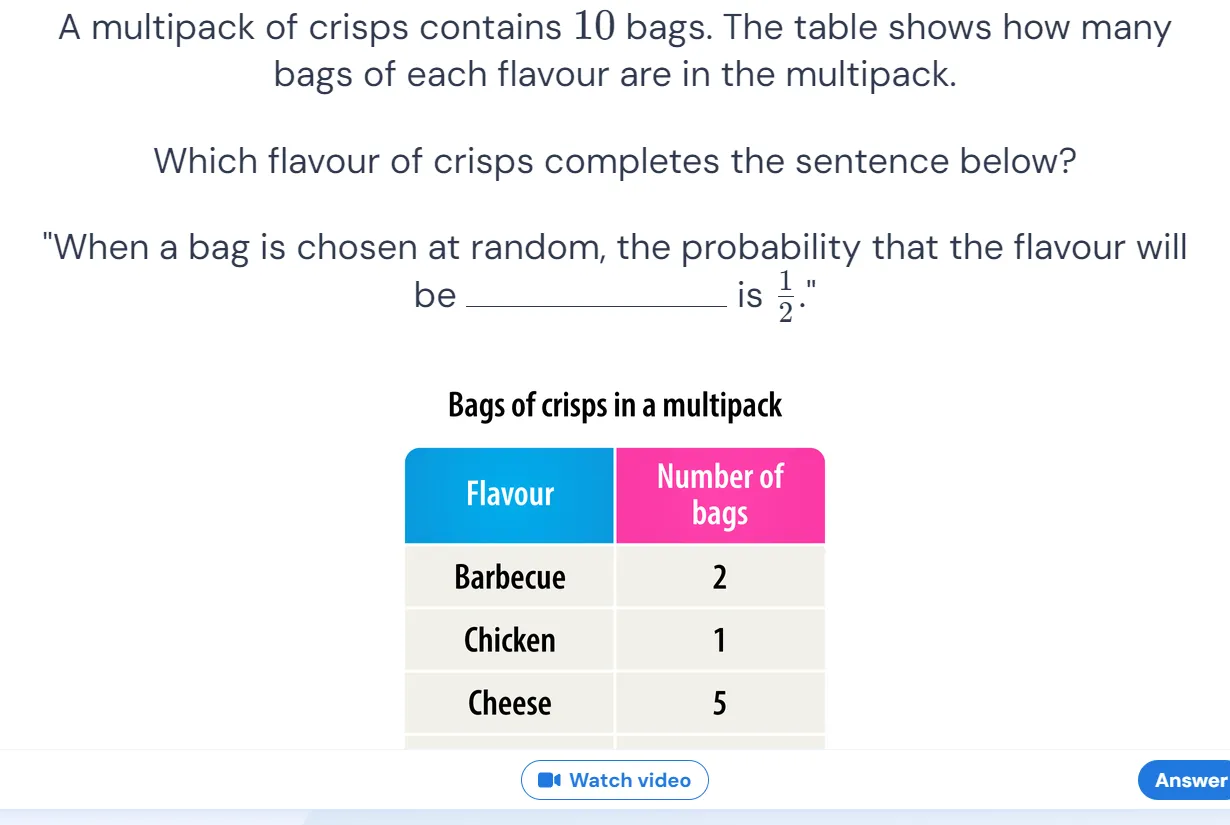 A multipack of crisps contains 10 bags. The table shows how many
bags of each flavour are in the multipack.
Which flavour of crisps completes the sentence below?
"When a bag is chosen at random, the probability that the flavour will
be ______________ is 1/2."
Bags of crisps in a multipack
Flavour Number of bags
Barbecue 2
Chicken 1
Cheese 5
Watch video
Answer